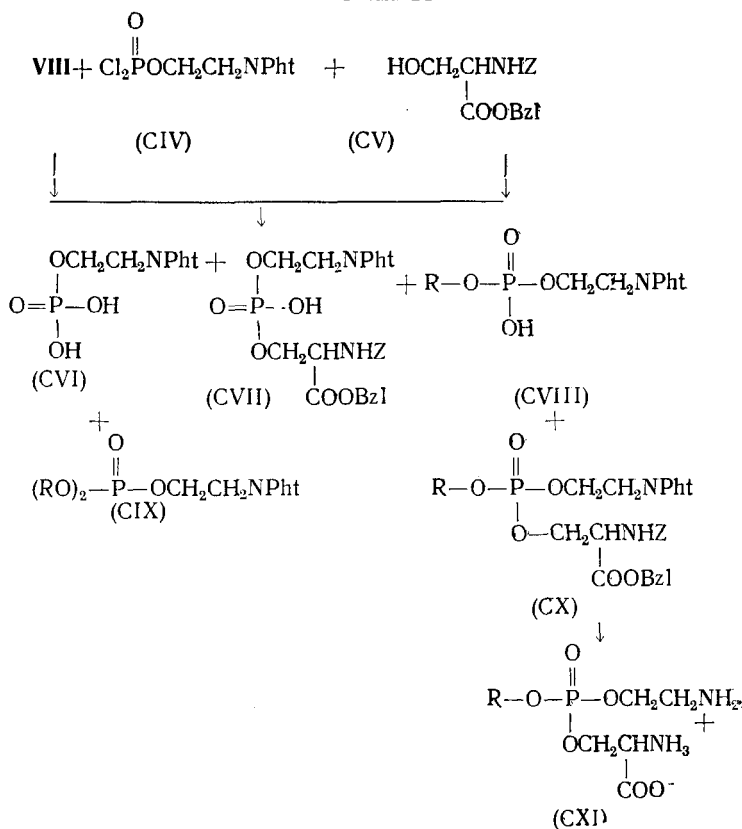 O
VIII + Cl₂POCH₂CH₂NPht + HOCH₂CHNHZ
COOBzl
(CIV) (CV)
OCH₂CH₂NPht + OCH₂CH₂NPht O
O=P—OH O=P-·OH + R—O—P—OCH₂CH₂NPht
OH OCH₂CHNHZ OH
(CVI) (CVII) COOBzl (CVIII)
+ +
O O
(RO)₂—P—OCH₂CH₂NPht R—O—P—OCH₂CH₂NPht
(CIX) O—CH₂CHNHZ
COOBzl
(CX)
O
R—O—P—OCH₂CH₂NH₂
+
OCH₂CHNH₃
COO⁻
(CXI)